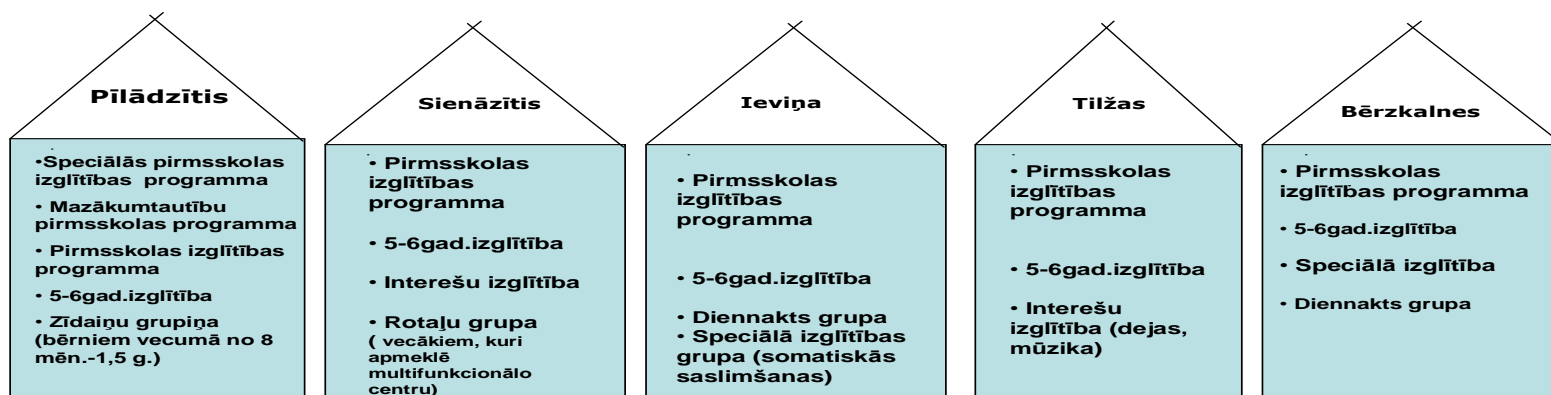 Pīlādzītis
•Speciālās pirmsskolas
izglītības programma
• Mazākumtautību
pirmsskolas programma
• Pirmsskolas izglītības
programma
• 5-6gad.izglītība
• Zīdaiņu grupiņa
(bērniem vecumā no 8
mēn.-1,5 g.)
Sienāzītis
• Pirmsskolas
izglītības
programma
• 5-6gad.izglītība
• Interešu izglītība
• Rotaļu grupa
( vecākiem, kuri
apmeklē
multifunkcionālo
centru)
Ieviņa
• Pirmsskolas
izglītības
programma
• 5-6gad.izglītība
• Diennakts grupa
• Speciālā izglītības
grupa (somatiskās
saslimšanas)
Tilžas
• Pirmsskolas
izglītības
programma
• 5-6gad.izglītība
• Interešu
izglītība (dejas,
mūzika)
Bērzkalnes
• Pirmsskolas
izglītības programma
• 5-6gad.izglītība
• Speciālā izglītība
• Diennakts grupa